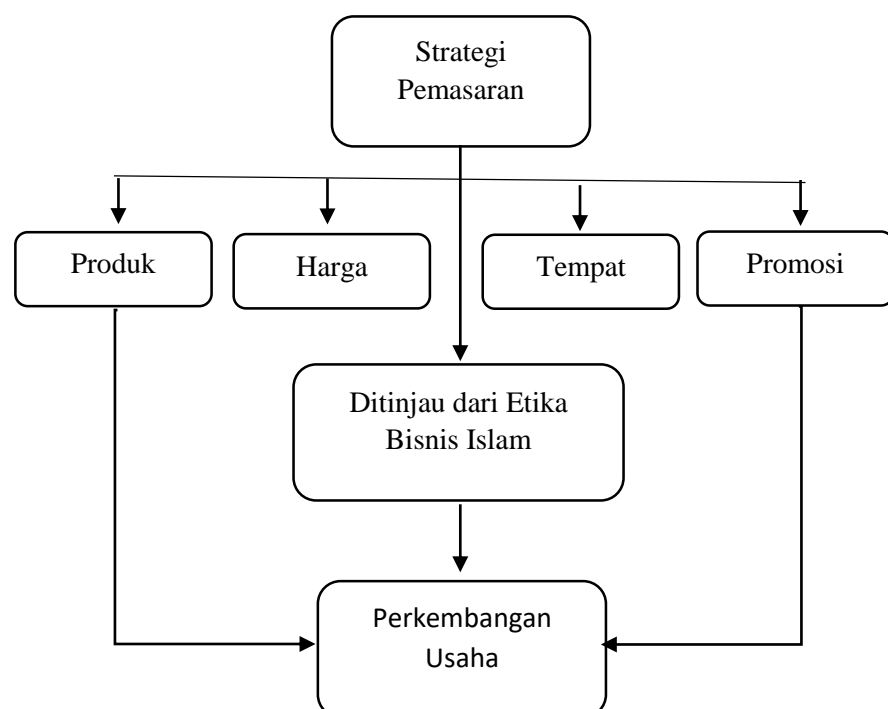 Strategi
Pemasaran
Produk
Harga
Tempat
Promosi
Ditinjau dari Etika
Bisnis Islam
Perkembangan
Usaha